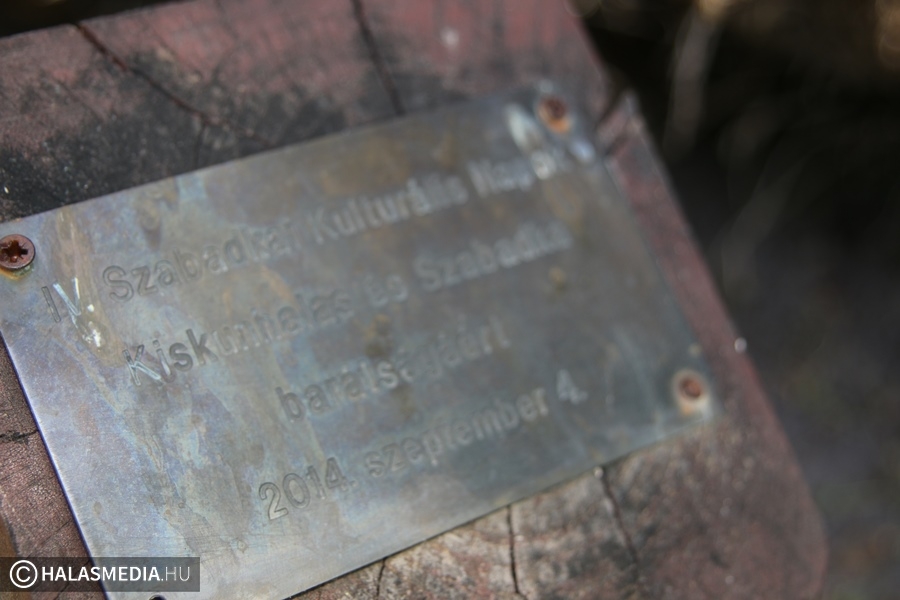 IV. Szabadkai Kulturális Napok
Kiskunhalas és Szabadka
barátságáért
2014. szeptember 4.
© HALASMEDIA.HU